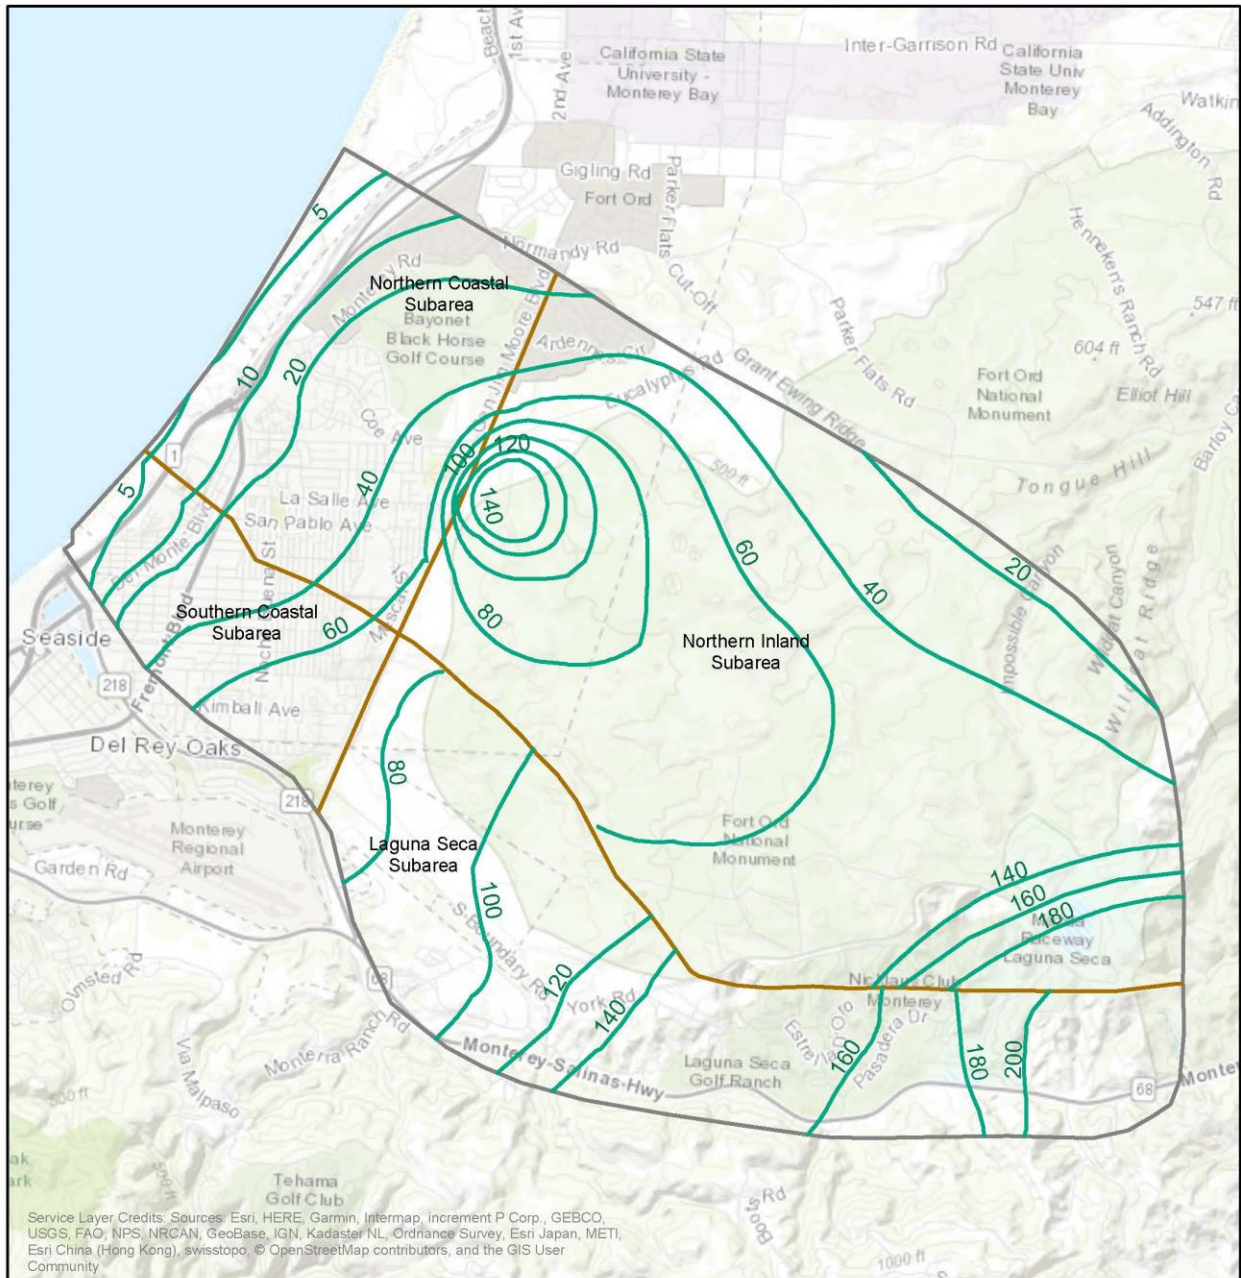 Beach
1st Av
2nd Ave
California State
University -
Monterey Bay
Inter-Garrison Rd
California
State Univ
Monterey
Bay
Watkin
Addington Rd
Gigling Rd
Fort Ord
Parker Flats Cut-Off
Normandy Rd
Henneken's Ranch Rd
547 ft
5
Monterey Rd
Northern Coastal
Subarea
Bayonet
Black Horse
Golf Course
Gen Jim Moore Blvd
Ardennes Cir
Eucalyptus Rd
Grant Ewing Ridge
Parker Flats Rd
604 ft
Fort Ord
National
Monument
Elliot Hill
Barloy Ca
10
20
Coe Ave
1
100
120
500 ft
Tongue Hill
40
La Salle Ave
San Pablo Ave
140
5
Del Monte Blvd
60
40
20
Impossible Canyon
Wildcat Canyon
Wildcat Ridge
Southern Coastal
Subarea
60
80
Northern Inland
Subarea
Seaside
Fremont Blvd
218
Kimball Ave
Del Rey Oaks
80
218
Monterey
Regional
Airport
Garden Rd
Laguna Seca
Subarea
Fort Ord
National
Monument
100
140
160
180
Raceway
Laguna Seca
S Boundary Rd
Olmsted Rd
68
120
York Rd
140
Nicklaus Club
Monterey
Pasadera Dr
160
180
200
Via Malpaso
Monterra Ranch Rd
Monterey-Salinas-Hwy
Laguna Seca
Golf Ranch
68
500 ft
500 ft
Tehama
Golf Club
Boots Rd
1000 ft
Service Layer Credits: Sources: Esri, HERE, Garmin, Intermap, increment P Corp., GEBCO,
USGS, FAO, NPS, NRCAN, GeoBase, IGN, Kadaster NL, Ordnance Survey, Esri Japan, METI,
Esri China (Hong Kong), swisstopo, © OpenStreetMap contributors, and the GIS User
Community